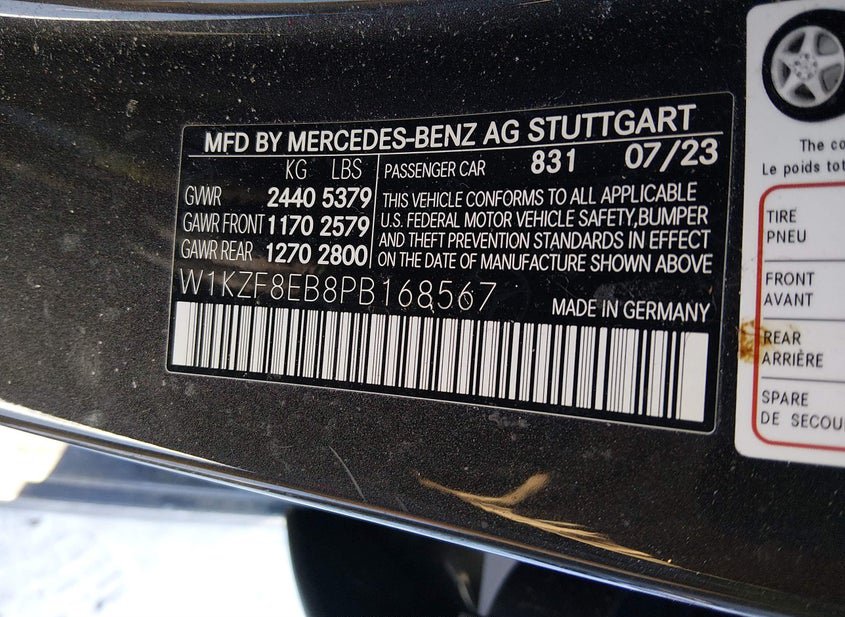 MFD BY MERCEDES-BENZ AG STUTTGART
KG LBS
GVWR 2440 5379
GAWR FRONT 1170 2579
GAWR REAR 1270 2800
PASSENGER CAR 831 07/23
THIS VEHICLE CONFORMS TO ALL APPLICABLE
U.S. FEDERAL MOTOR VEHICLE SAFETY,BUMPER
AND THEFT PREVENTION STANDARDS IN EFFECT
ON THE DATE OF MANUFACTURE SHOWN ABOVE
W1KZF8EB8PB168567
MADE IN GERMANY
The
Le poids
TIRE
PNEU
FRONT
AVANT
REAR
ARRIÈRE
SPARE
DE